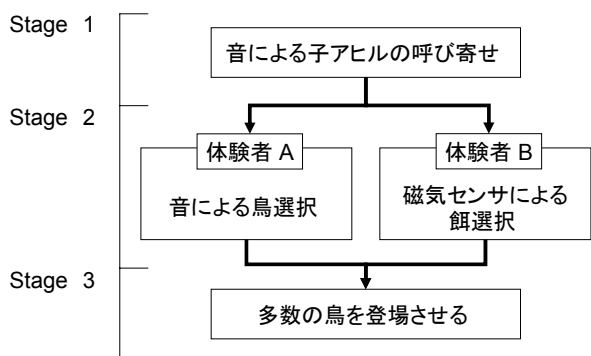 Stage 1
音による子アヒルの呼び寄せ
Stage 2
体験者 A
音による鳥選択
体験者 B
磁気センサによる
餌選択
Stage 3
多数の鳥を登場させる